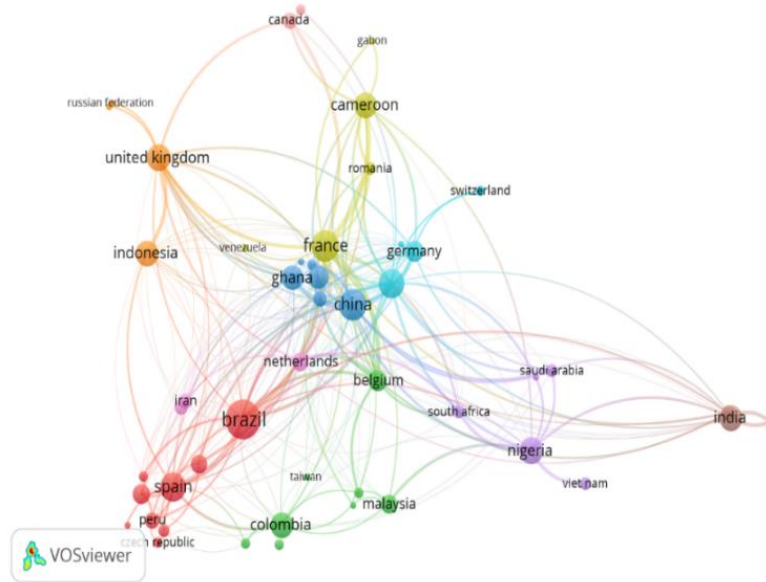 canada
gabon
russian federation
cameroon
united kingdom
romania
switzerland
indonesia
venezuela
france
germany
ghana
china
netherlands
belgium
saudi arabia
iran
brazil
south africa
india
nigeria
taiwan
viet nam
spain
malaysia
peru
colombia
czech republic
VOSviewer